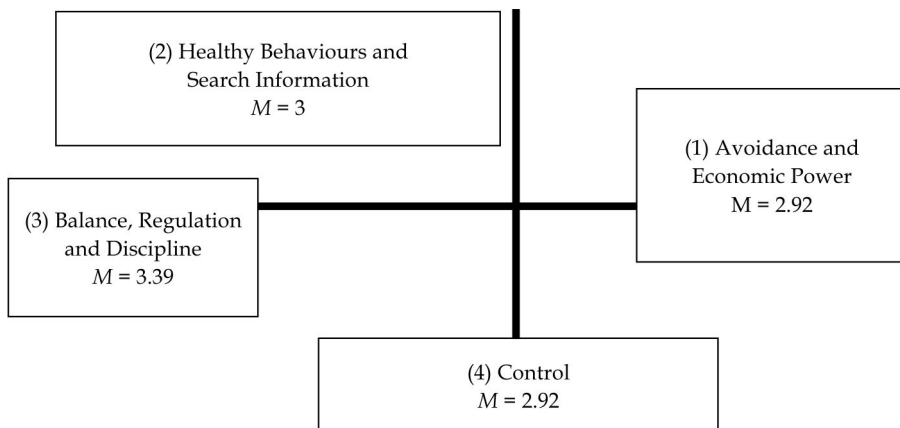 (2) Healthy Behaviours and
Search Information
M = 3
(1) Avoidance and
Economic Power
M = 2.92
(3) Balance, Regulation
and Discipline
M = 3.39
(4) Control
M = 2.92